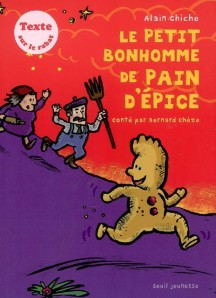 Alain Chiche
Texte
sur le rabat
LE PETIT
BONHOMME
DE PAIN
D'ÉPICE
conté par Bernard Chèze
Seuil jeunesse